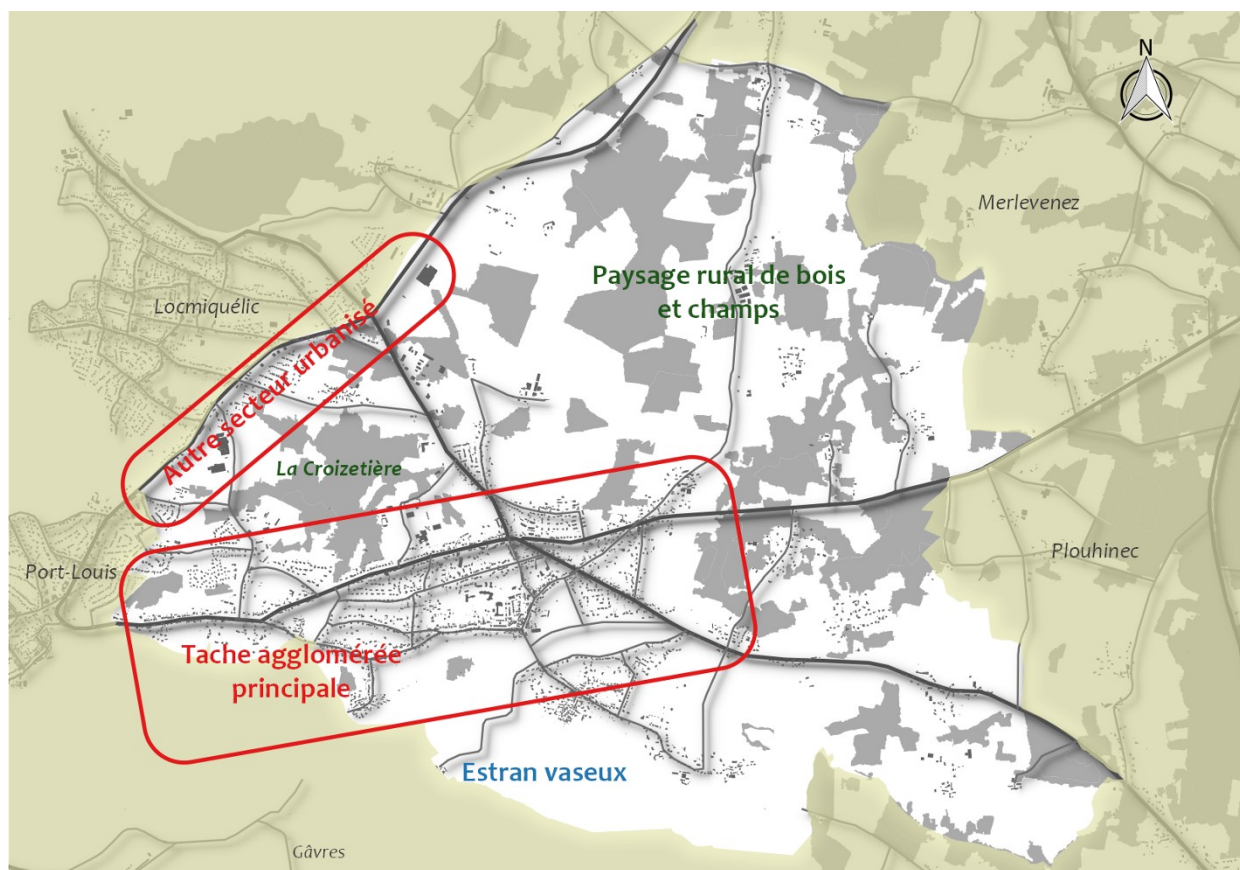 N
Merlevenez
Paysage rural de bois
et champs
Locmiquélic
Autre secteur urbanisé
La Croizetière
Port-Louis
Plouhinec
Tache agglomérée
principale
Estran vaseux
Gâvres